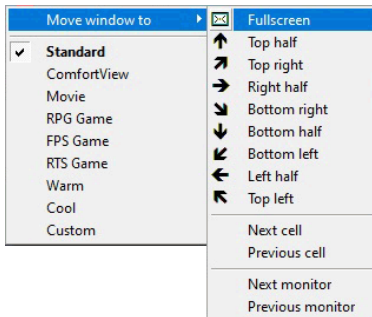 Move window to
Standard
ComfortView
Movie
RPG Game
FPS Game
RTS Game
Warm
Cool
Custom
Fullscreen
Top half
Top right
Right half
Bottom right
Bottom half
Bottom left
Left half
Top left
Next cell
Previous cell
Next monitor
Previous monitor